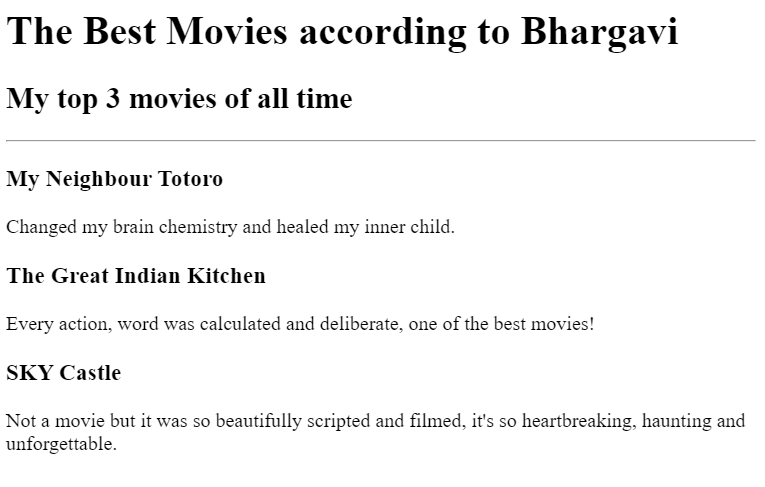 The Best Movies according to Bhargavi
My top 3 movies of all time
My Neighbour Totoro
Changed my brain chemistry and healed my inner child.
The Great Indian Kitchen
Every action, word was calculated and deliberate, one of the best movies!
SKY Castle
Not a movie but it was so beautifully scripted and filmed, it's so heartbreaking, haunting and
unforgettable.